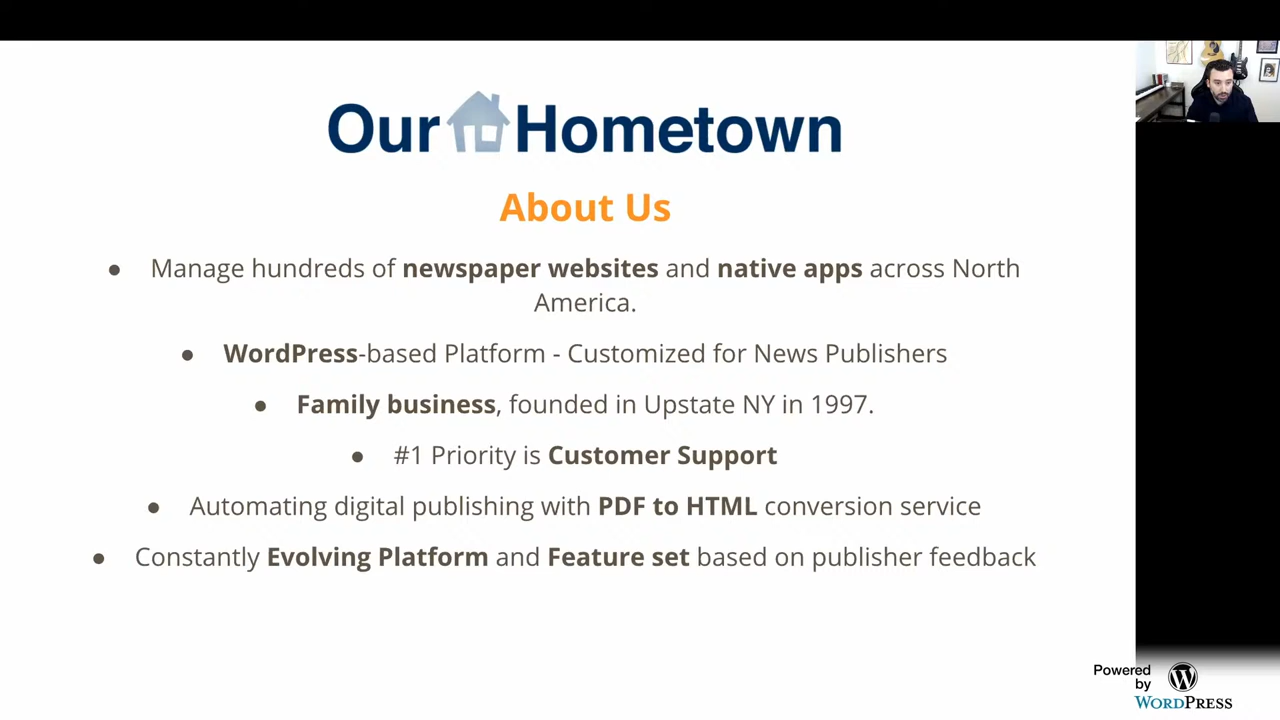 Our Hometown
About Us
● Manage hundreds of newspaper websites and native apps across North
America.
● WordPress-based Platform - Customized for News Publishers
● Family business, founded in Upstate NY in 1997.
● #1 Priority is Customer Support
● Automating digital publishing with PDF to HTML conversion service
● Constantly Evolving Platform and Feature set based on publisher feedback
Powered
by
WORDPRESS